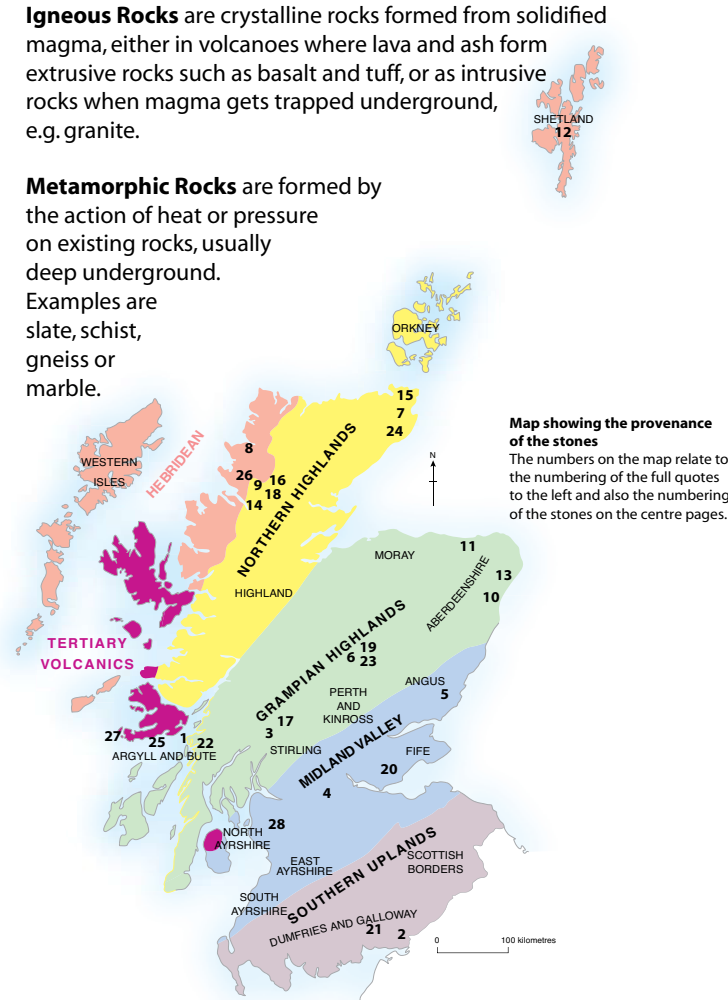 Igneous Rocks are crystalline rocks formed from solidified
magma, either in volcanoes where lava and ash form
extrusive rocks such as basalt and tuff, or as intrusive
rocks when magma gets trapped underground,
e.g. granite.
SHETLAND
12
Metamorphic Rocks are formed by
the action of heat or pressure
on existing rocks, usually
deep underground.
Examples are
slate, schist,
gneiss or
marble.
ORKNEY
15
7
24
Map showing the provenance
of the stones
The numbers on the map relate to
the numbering of the full quotes
to the left and also the numbering
of the stones on the centre pages.
N
WESTERN
ISLES
HEBRIDEAN
8
26
9
16
18
14
NORTHERN HIGHLANDS
HIGHLAND
MORAY
11
13
10
ABERDEENSHIRE
GRAMPIAN HIGHLANDS
19
6
23
TERTIARY
VOLCANICS
ANGUS
5
PERTH
AND
KINROSS
17
3
STIRLING
27
25
1
22
ARGYLL AND BUTE
MIDLAND VALLEY
FIFE
20
4
28
NORTH
AYRSHIRE
EAST
AYRSHIRE
SOUTHERN UPLANDS
SCOTTISH
BORDERS
SOUTH
AYRSHIRE
DUMFRIES AND GALLOWAY
21
2
0
100 kilometres